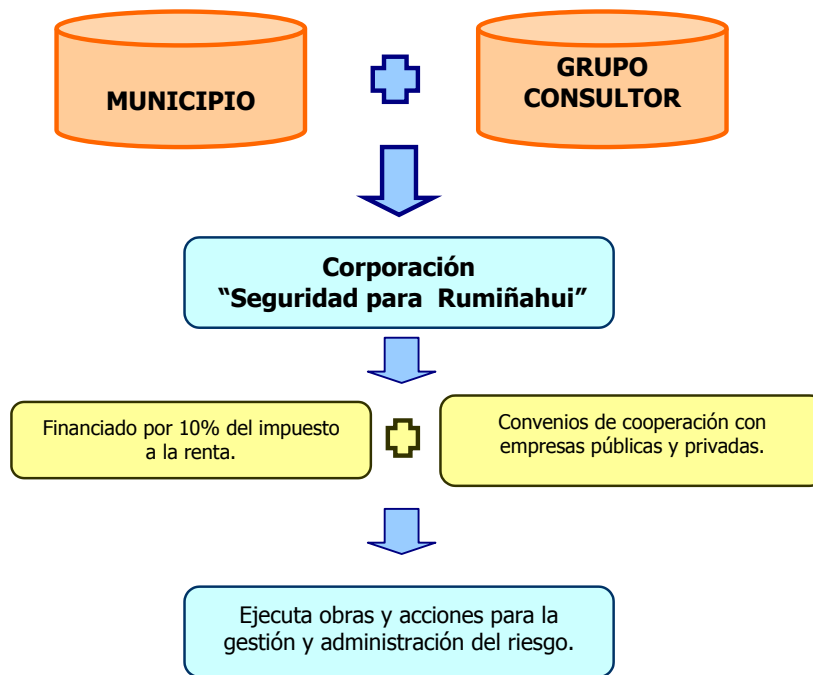 MUNICIPIO
GRUPO
CONSULTOR
Corporación
“Seguridad para Rumiñahui”
Financiado por 10% del impuesto
a la renta.
Convenios de cooperación con
empresas públicas y privadas.
Ejecuta obras y acciones para la
gestión y administración del riesgo.